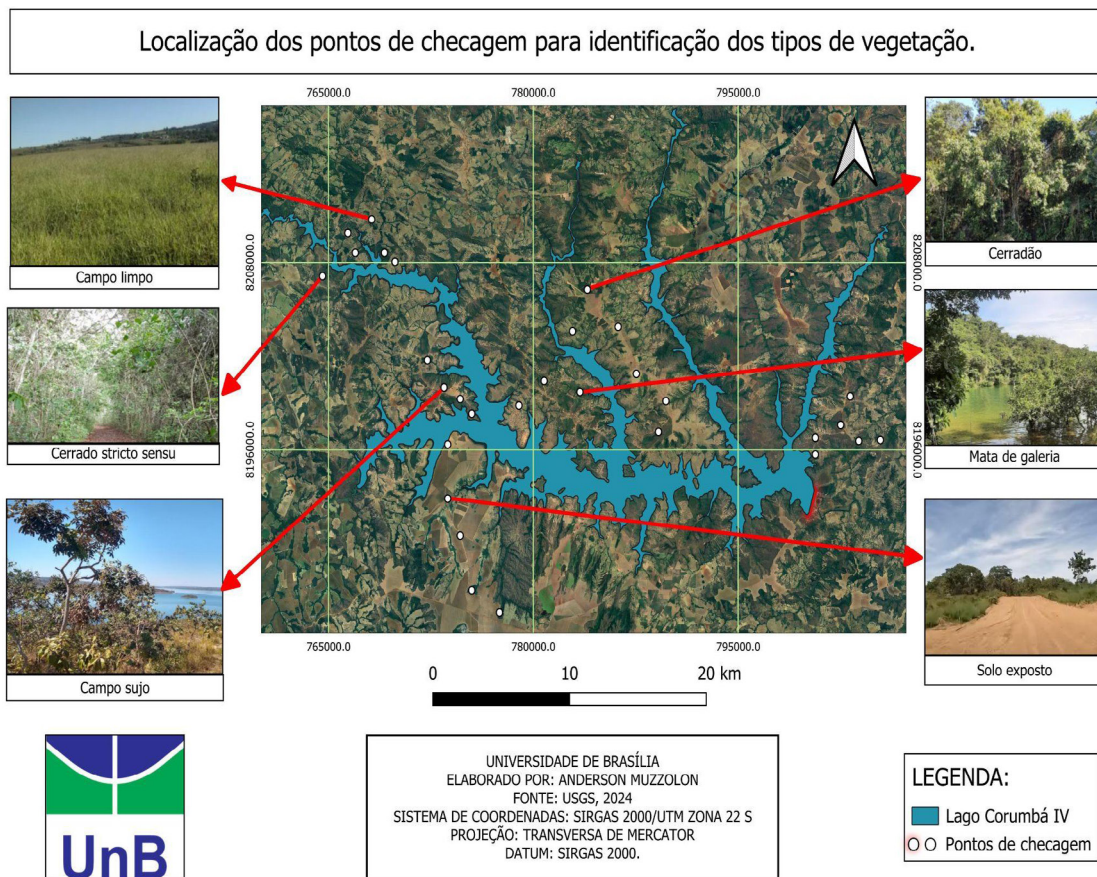 Localização dos pontos de checagem para identificação dos tipos de vegetação.
765000.0
780000.0
795000.0
8208000.0
8196000.0
8208000.0
8196000.0
765000.0
780000.0
795000.0
Campo limpo
Cerrado stricto sensu
Campo sujo
Cerradão
Mata de galeria
Solo exposto
0
10
20 km
UnB
UNIVERSIDADE DE BRASÍLIA
ELABORADO POR: ANDERSON MUZZOLON
FONTE: USGS, 2024
SISTEMA DE COORDENADAS: SIRGAS 2000/UTM ZONA 22 S
PROJEÇÃO: TRANSVERSA DE MERCATOR
DATUM: SIRGAS 2000.
LEGENDA:
Lago Corumbá IV
Pontos de checagem